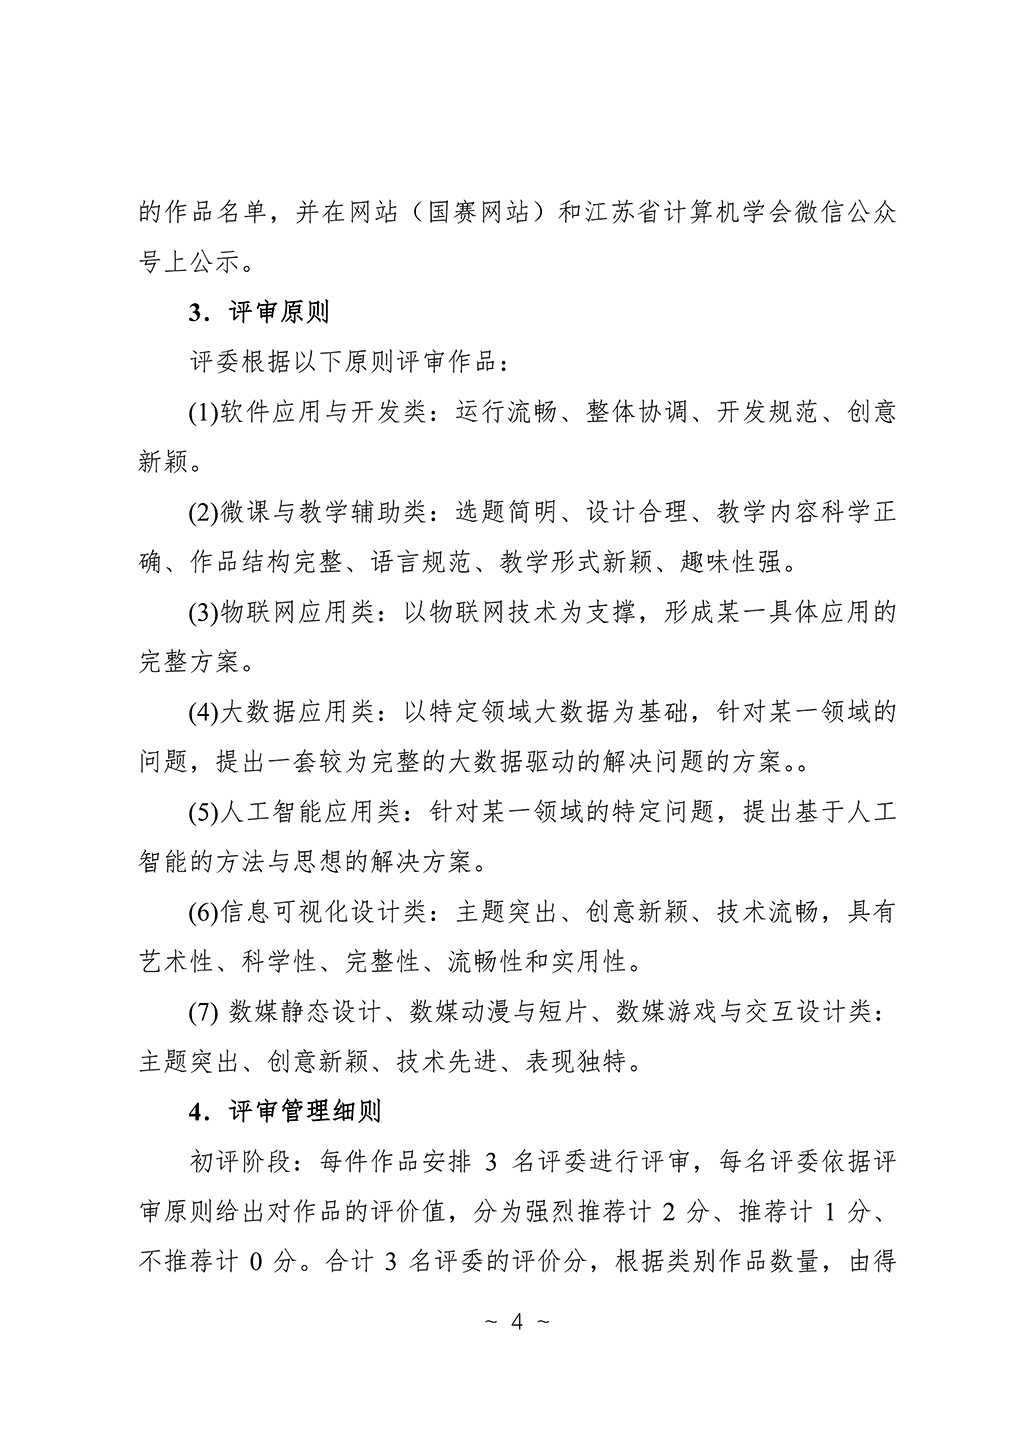 的作品名单，并在网站（国赛网站）和江苏省计算机学会微信公众
号上公示。
3．评审原则
评委根据以下原则评审作品：
(1)软件应用与开发类：运行流畅、整体协调、开发规范、创意
新颖。
(2)微课与教学辅助类：选题简明、设计合理、教学内容科学正
确、作品结构完整、语言规范、教学形式新颖、趣味性强。
(3)物联网应用类：以物联网技术为支撑，形成某一具体应用的
完整方案。
(4)大数据应用类：以特定领域大数据为基础，针对某一领域的
问题，提出一套较为完整的大数据驱动的解决问题的方案。。
(5)人工智能应用类：针对某一领域的特定问题，提出基于人工
智能的方法与思想的解决方案。
(6)信息可视化设计类：主题突出、创意新颖、技术流畅，具有
艺术性、科学性、完整性、流畅性和实用性。
(7) 数媒静态设计、数媒动漫与短片、数媒游戏与交互设计类：
主题突出、创意新颖、技术先进、表现独特。
4．评审管理细则
初评阶段：每件作品安排 3 名评委进行评审，每名评委依据评
审原则给出对作品的评价值，分为强烈推荐计 2 分、推荐计 1 分、
不推荐计 0 分。合计 3 名评委的评价分，根据类别作品数量，由得
~ 4 ~